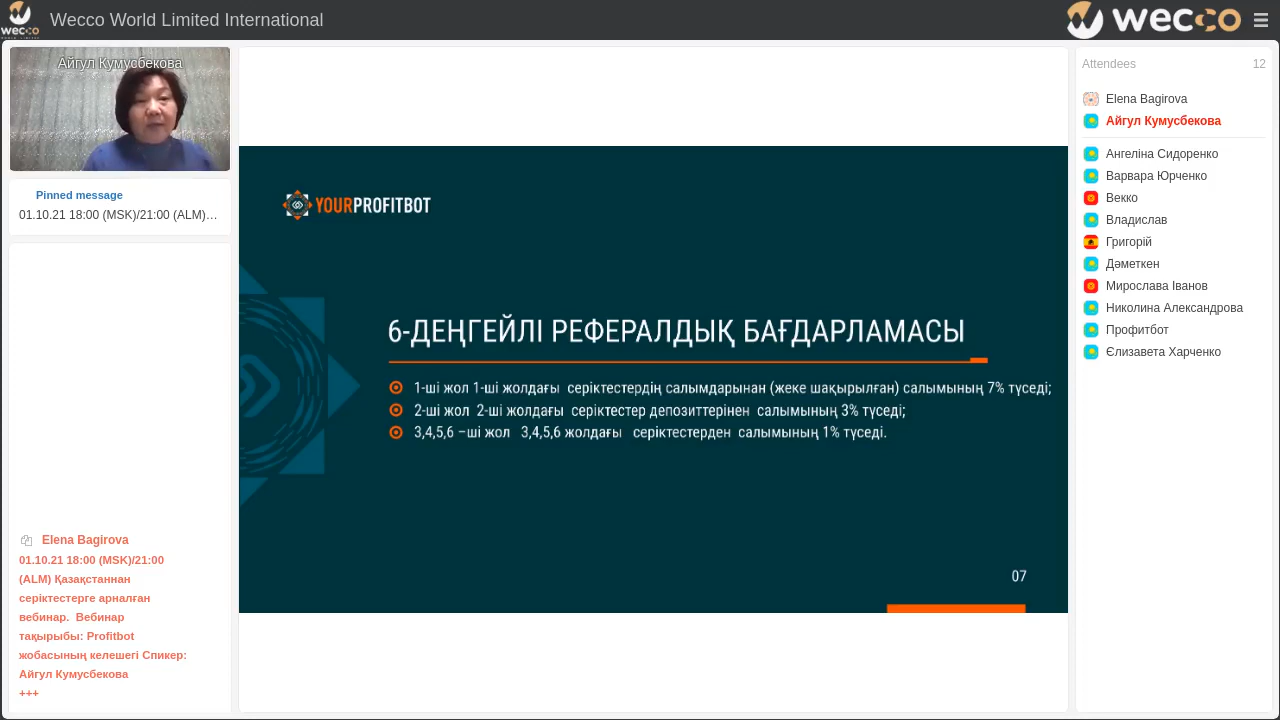 wecco
WORLD LIMITED
Wecco World Limited International
wecco
Айгул Кумусбекова
Pinned message
01.10.21 18:00 (MSK)/21:00 (ALM)…
Elena Bagirova
01.10.21 18:00 (MSK)/21:00
(ALM) Қазақстаннан
серіктестерге арналған
вебинар.  Вебинар
тақырыбы: Profitbot
жобасының келешегі Спикер:
Айгул Кумусбекова
+++
YOURPROFITBOT
6-ДЕҢГЕЙЛІ РЕФЕРАЛДЫҚ БАҒДАРЛАМАСЫ
1-ші жол 1-ші жолдағы  серіктестердің салымдарынан (жеке шақырылған) салымының 7% түседі;
2-ші жол  2-ші жолдағы  серіктестер депозиттерінен  салымының 3% түседі;
3,4,5,6 –ші жол   3,4,5,6 жолдағы   серіктестерден  салымының 1% түседі.
07
Attendees 12
Elena Bagirova
Айгул Кумусбекова
Ангеліна Сидоренко
Варвара Юрченко
Векко
Владислав
Григорій
Дәметкен
Мирослава Іванов
Николина Александрова
Профитбот
Єлизавета Харченко